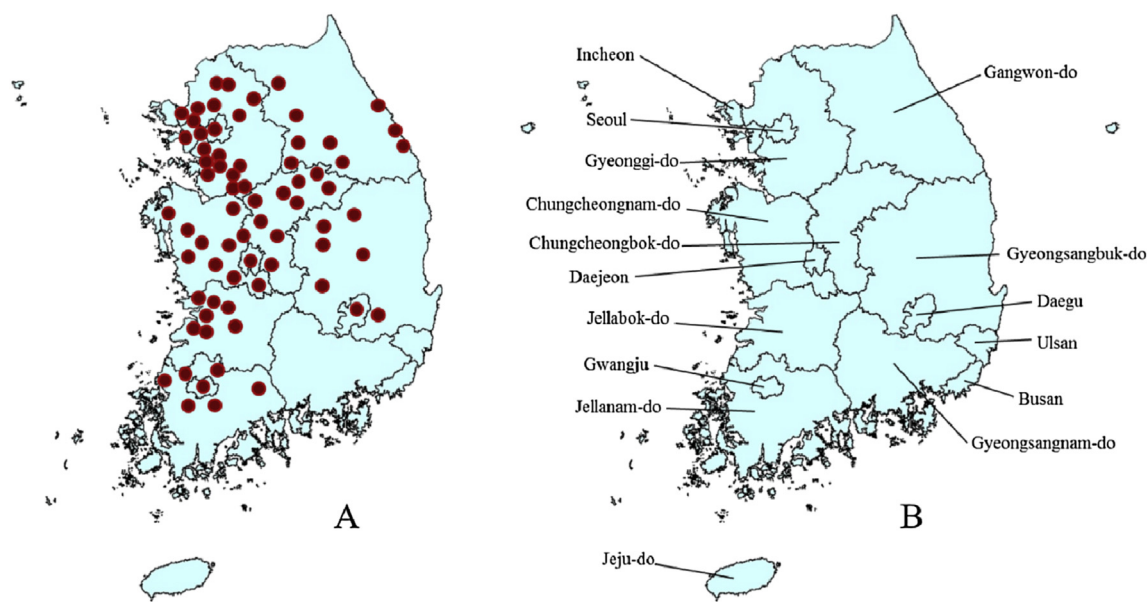 Incheon
Gangwon-do
Seoul
Gyeonggi-do
Chungcheongnam-do
Chungcheongbok-do
Gyeongsangbuk-do
Daejeon
Daegu
Jellabok-do
Ulsan
Gwangju
Busan
Jellanam-do
Gyeongsangnam-do
A
B
Jeju-do